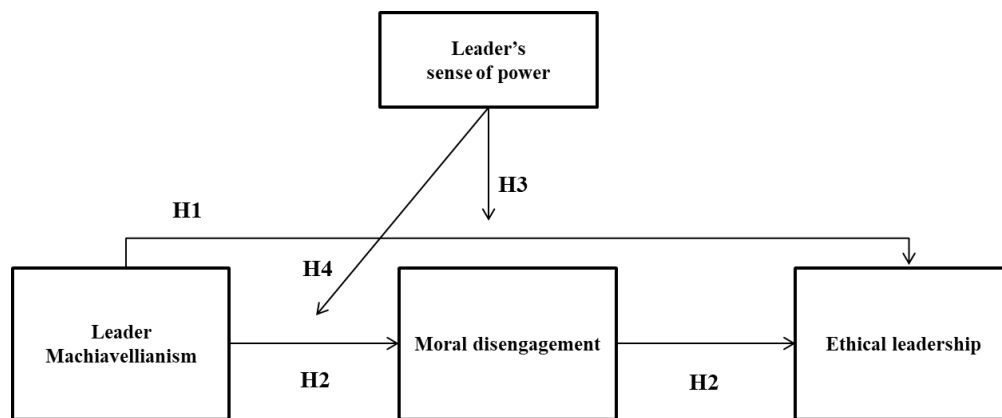 Leader’s
sense of power
H3
H1
H4
Leader
Machiavellianism
H2
Moral disengagement
H2
Ethical leadership